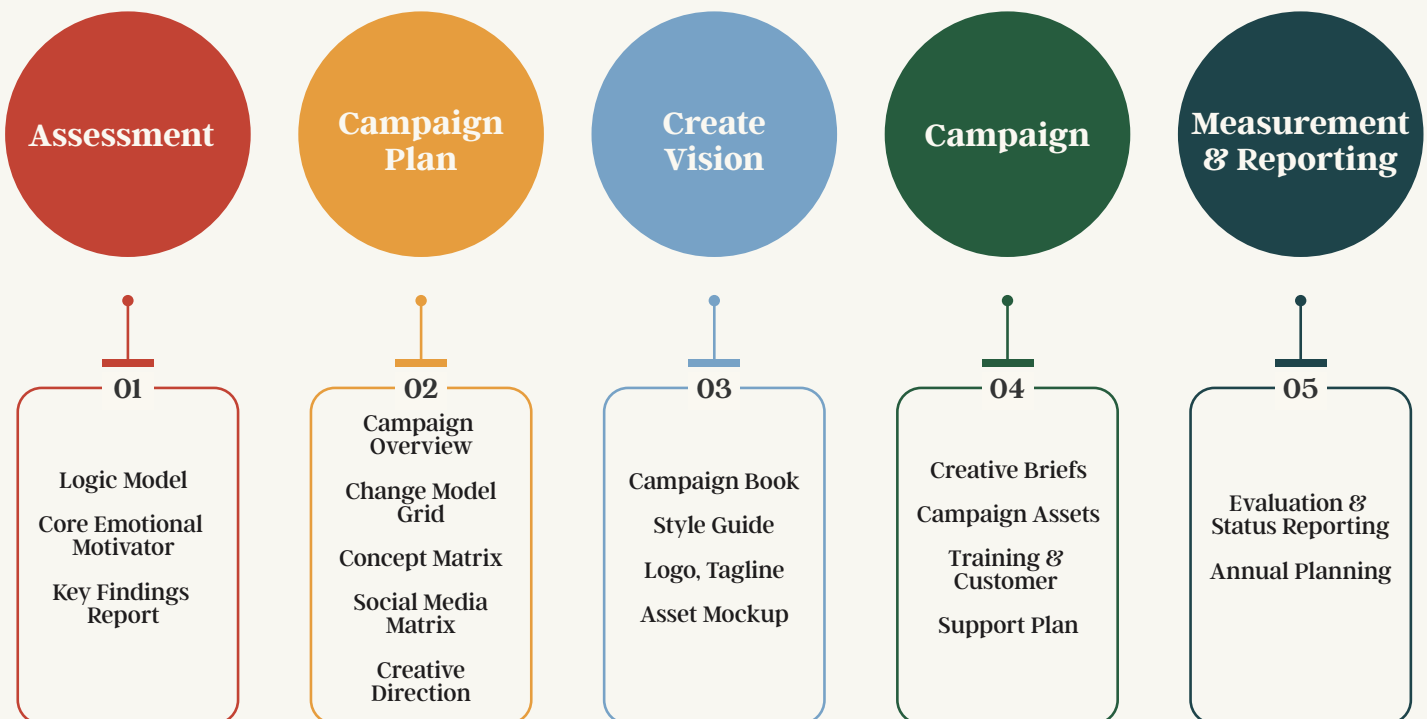 Assessment
Campaign
Plan
Create
Vision
Campaign
Measurement
& Reporting
01
Logic Model
Core Emotional
Motivator
Key Findings
Report
02
Campaign
Overview
Change Model
Grid
Concept Matrix
Social Media
Matrix
Creative
Direction
03
Campaign Book
Style Guide
Logo, Tagline
Asset Mockup
04
Creative Briefs
Campaign Assets
Training &
Customer
Support Plan
05
Evaluation &
Status Reporting
Annual Planning